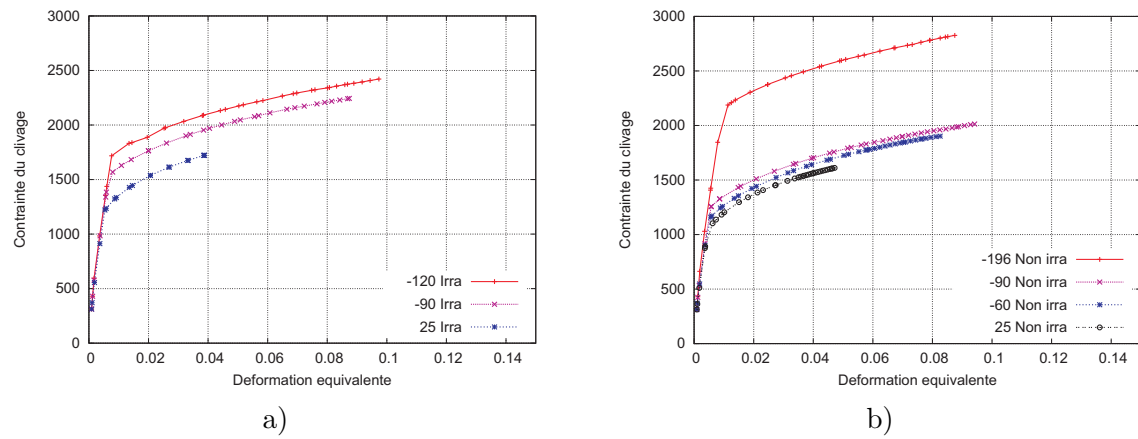 3000
2500
2000
1500
1000
500
0
Contrainte du clivage
0
0.02
0.04
0.06
0.08
0.1
0.12
0.14
Deformation equivalente
-120 Irra
-90 Irra
25 Irra
a)
3000
2500
2000
1500
1000
500
0
Contrainte du clivage
0
0.02
0.04
0.06
0.08
0.1
0.12
0.14
Deformation equivalente
-196 Non irra
-90 Non irra
-60 Non irra
25 Non irra
b)